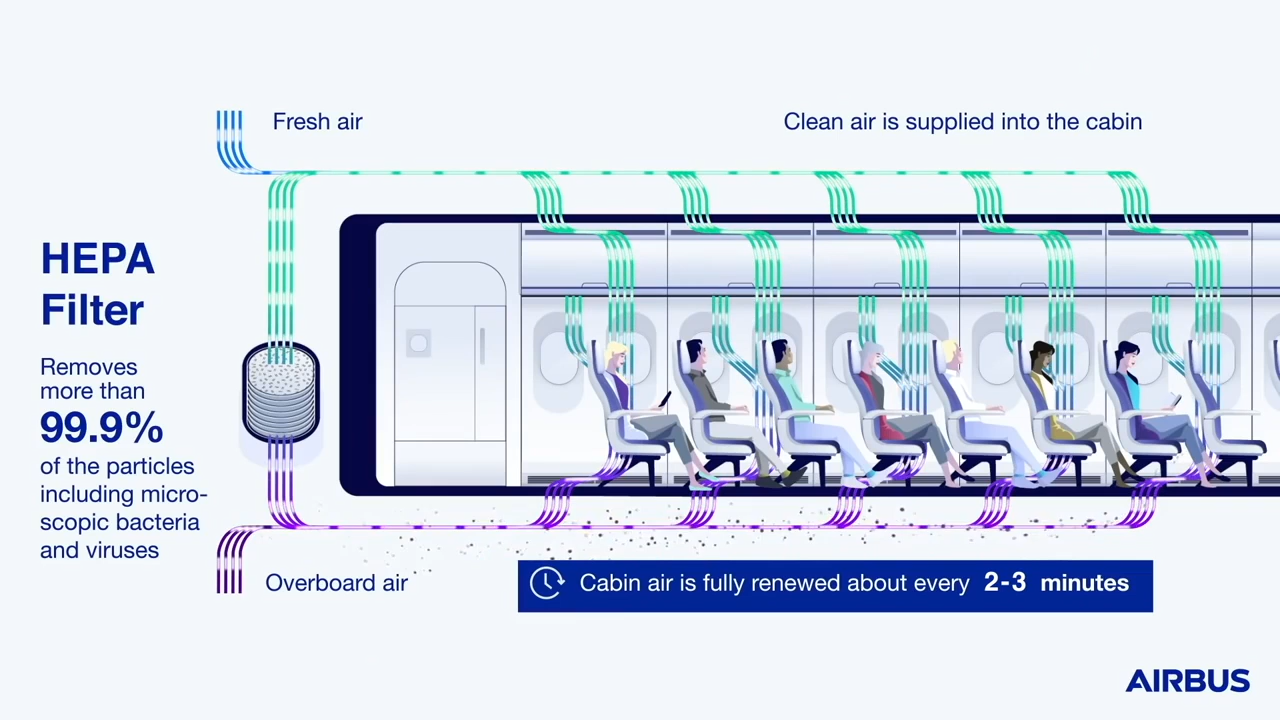 Fresh air
Clean air is supplied into the cabin
HEPA
Filter
Removes
more than
99.9%
of the particles
including micro-
scopic bacteria
and viruses
Overboard air
Cabin air is fully renewed about every 2-3 minutes
AIRBUS